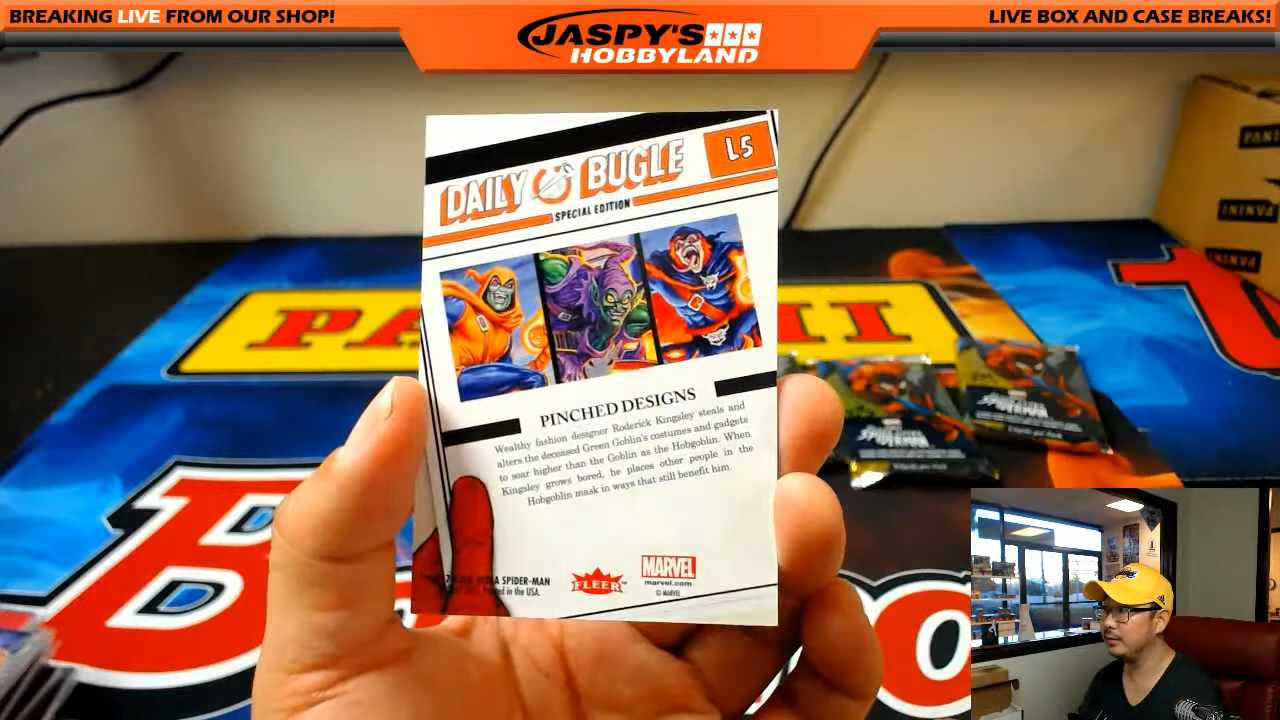 BREAKING LIVE FROM OUR SHOP!
JASPY'S
HOBBYLAND
LIVE BOX AND CASE BREAKS!
DAILY BUGLE
L5
SPECIAL EDITION
PINCHED DESIGNS
Wealthy fashion designer Roderick Kingsley steals and
alters the deceased Green Goblin's costumes and gadgets
to soar higher than the Goblin as the Hobgoblin. When
Kingsley grows bored, he places other people in the
Hobgoblin mask in ways that still benefit him.
SPIDER-MAN
in the USA.
FLEER
MARVEL
marvel.com
© MARVEL
PANINI